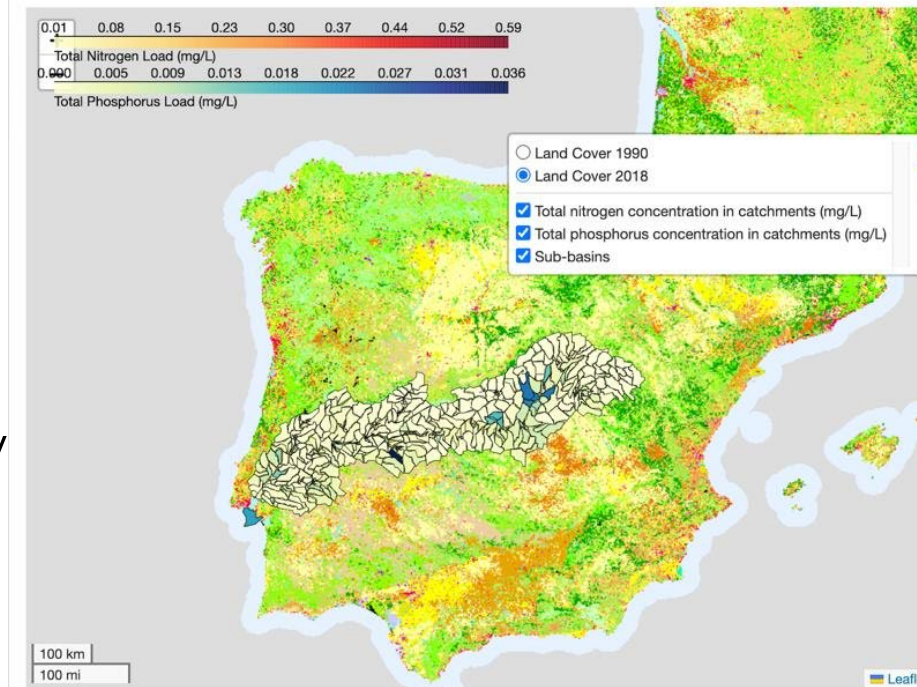 0.01 0.08 0.15 0.23 0.30 0.37 0.44 0.52 0.59
Total Nitrogen Load (mg/L)
0.000 0.005 0.009 0.013 0.018 0.022 0.027 0.031 0.036
Total Phosphorus Load (mg/L)
Land Cover 1990
Land Cover 2018
Total nitrogen concentration in catchments (mg/L)
Total phosphorus concentration in catchments (mg/L)
Sub-basins
y
100 km
100 mi
Leafl